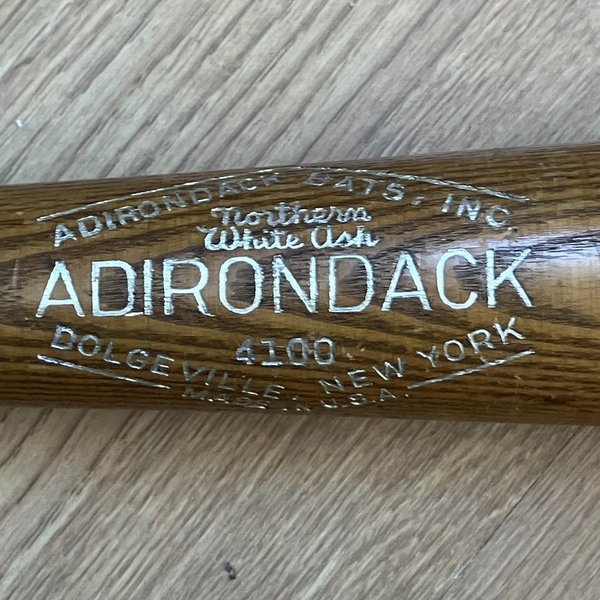 ADIRONDACK BATS, INC.
Northern
White Ash
ADIRONDACK
4100
DOLGEVILLE, NEW YORK
MADE IN U.S.A.